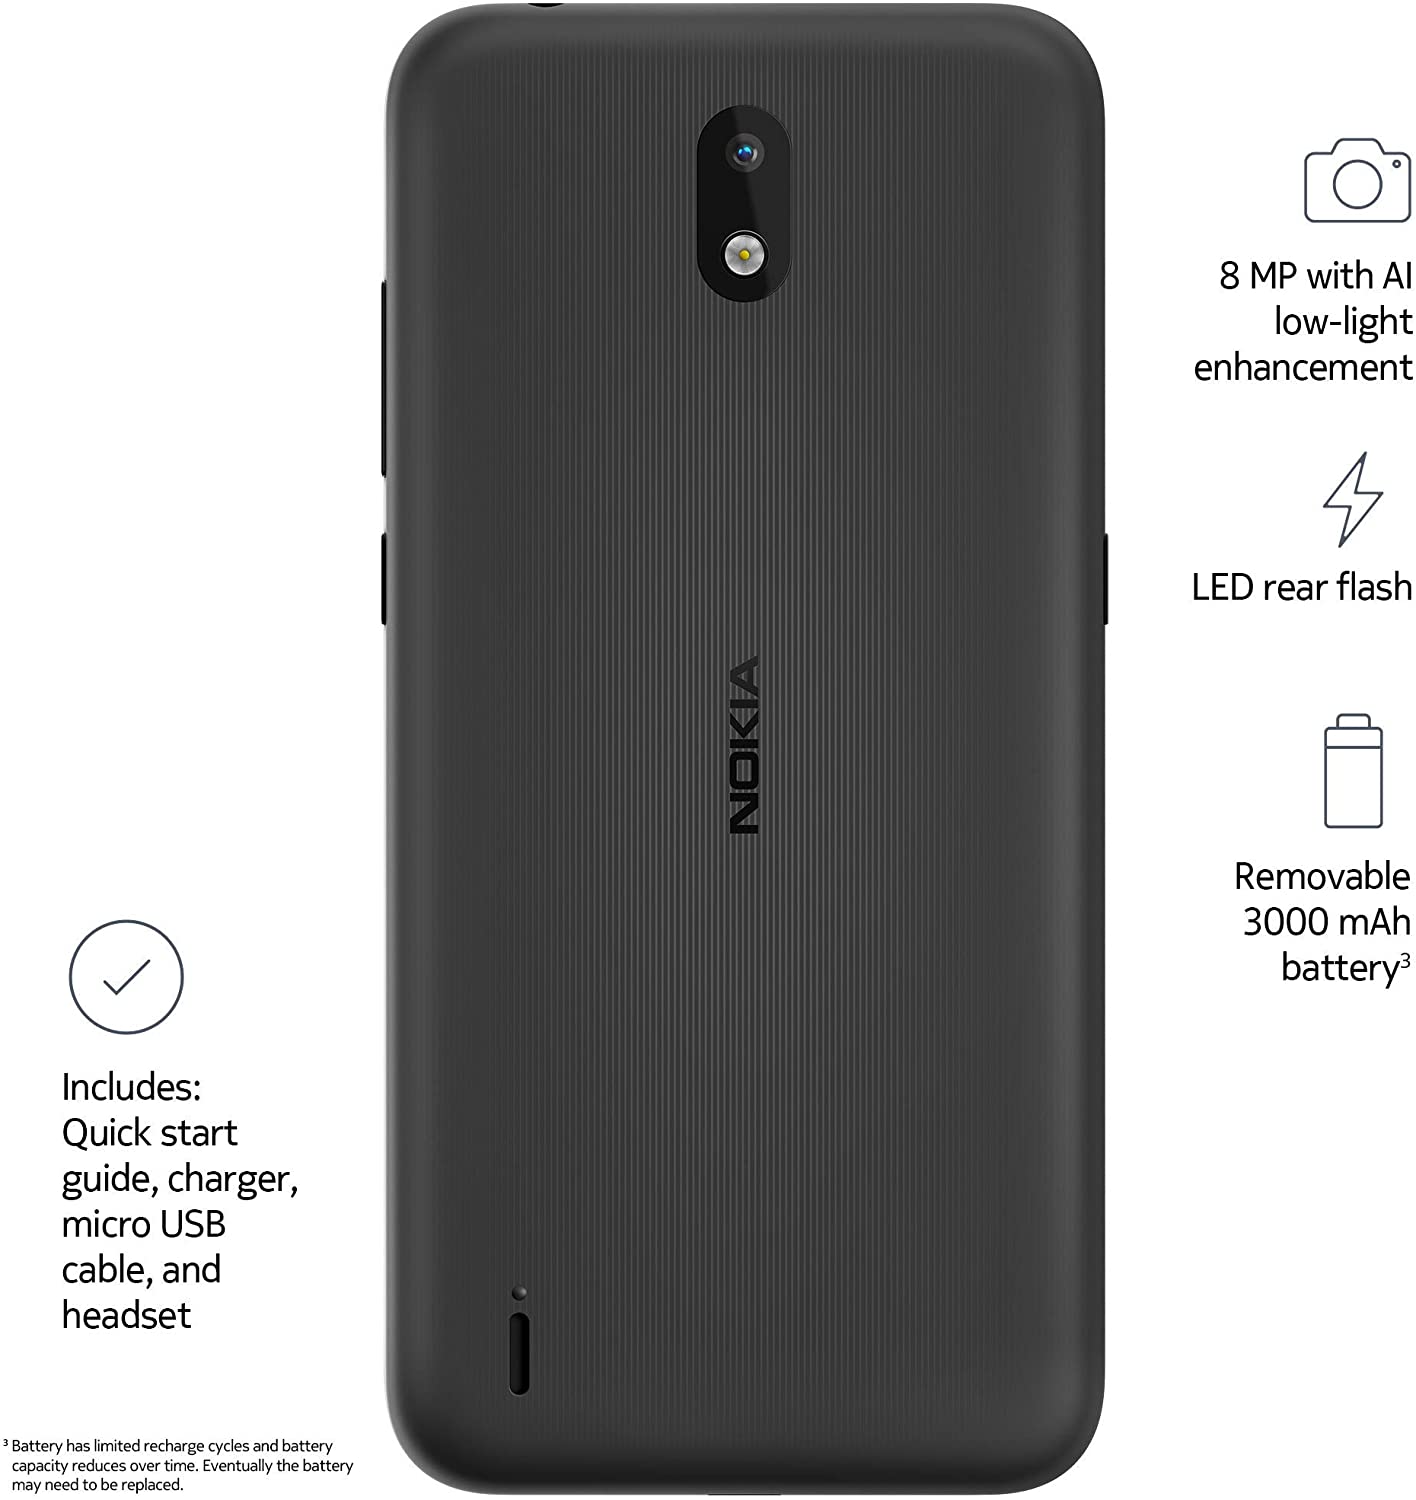 8 MP with AI
low-light
enhancement
LED rear flash
NOKIA
Removable
3000 mAh
battery³
Includes:
Quick start
guide, charger,
micro USB
cable, and
headset
³ Battery has limited recharge cycles and battery
capacity reduces over time. Eventually the battery
may need to be replaced.